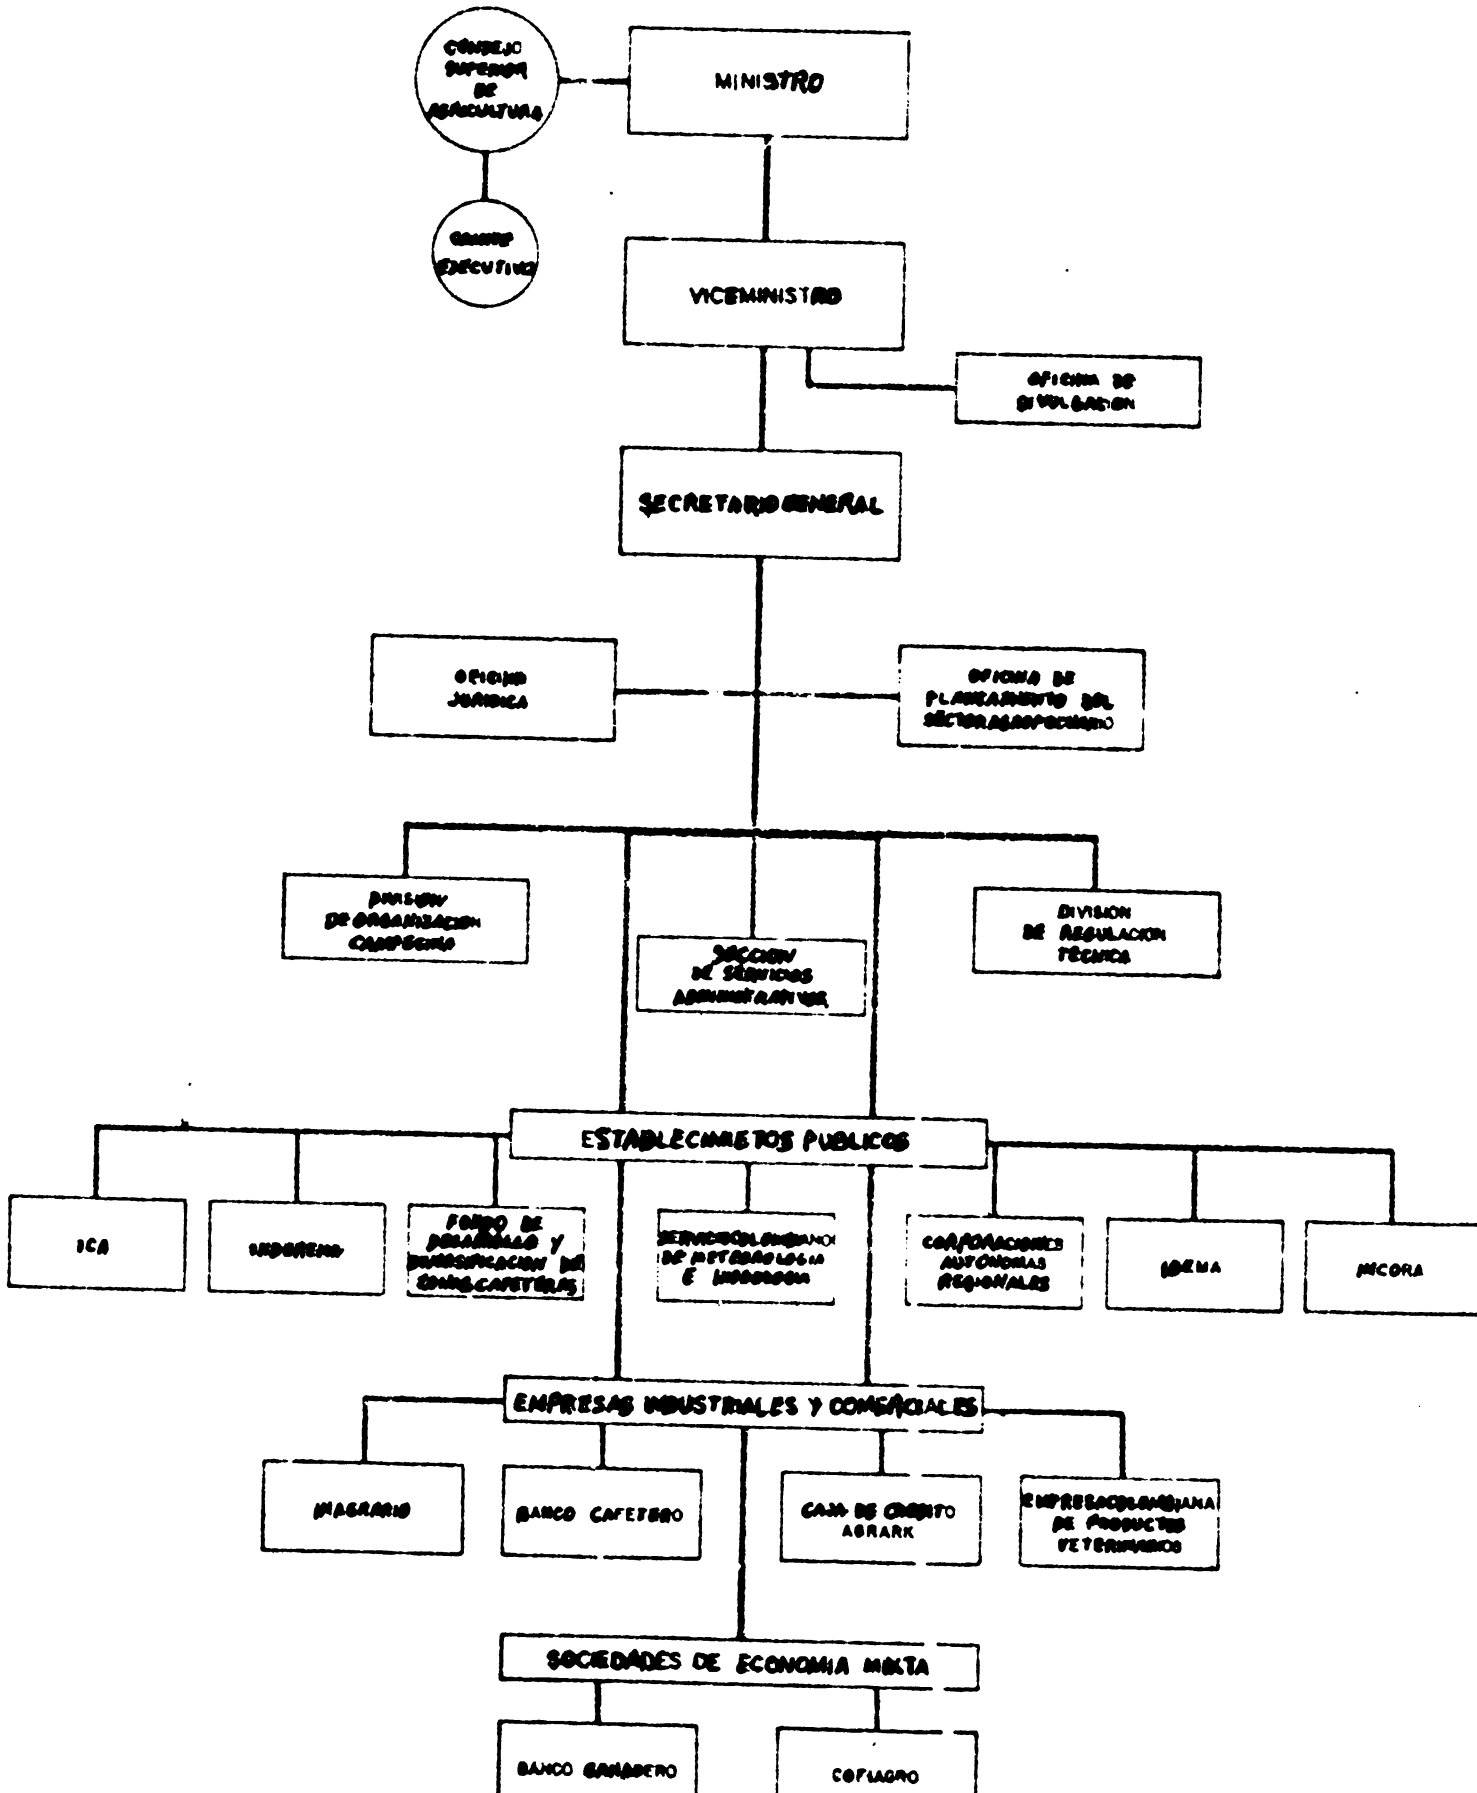 CONSEJO
SUPERIOR
DE
AGRICULTURA
MINISTRO
COMITE
EJECUTIVO
VICEMINISTRO
OFICINA DE
DIVULGACION
SECRETARIO GENERAL
OFICINA
JURIDICA
OFICINA DE
PLANEAMIENTO DEL
SECTOR AGROPECUARIO
DIVISION
DE ORGANIZACION
CAMPESINA
SECCION
DE SERVICIOS
ADMINISTRATIVOS
DIVISION
DE REGULACION
TECNICA
ESTABLECIMIETOS PUBLICOS
ICA
INDERENA
FONDO DE
DESARROLLO Y
DIVERSIFICACION DE
ZONAS CAFETERAS
SERVICIO COLOMBIANO
DE METEOROLOGIA
E HIDROLOGIA
CORPORACIONES
AUTONOMAS
REGIONALES
IDEMA
INCORA
EMPRESAS INDUSTRIALES Y COMERCIALES
INAGRARIO
BANCO CAFETERO
CAJA DE CREDITO
AGRARK
EMPRESA COLOMBIANA
DE PRODUCTOS
VETERINARIOS
SOCIEDADES DE ECONOMIA MIXTA
BANCO GANADERO
COFIAGRO